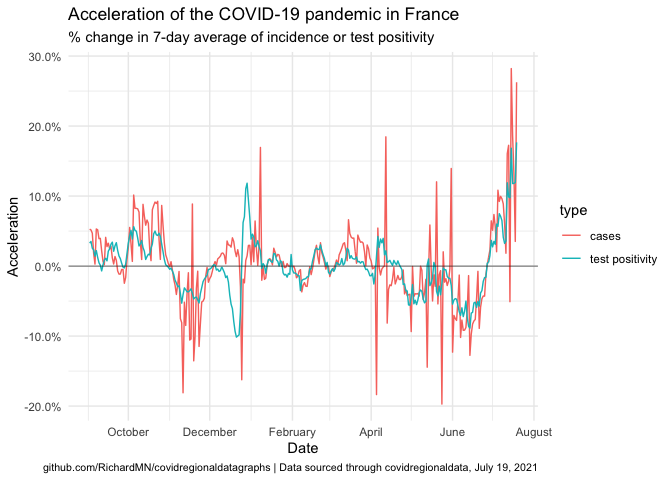 Acceleration of the COVID-19 pandemic in France
% change in 7-day average of incidence or test positivity
30.0%
20.0%
10.0%
0.0%
-10.0%
-20.0%
Acceleration
October December February April June August
Date
type
cases
test positivity
github.com/RichardMN/covidregionaldatagraphs | Data sourced through covidregionaldata, July 19, 2021